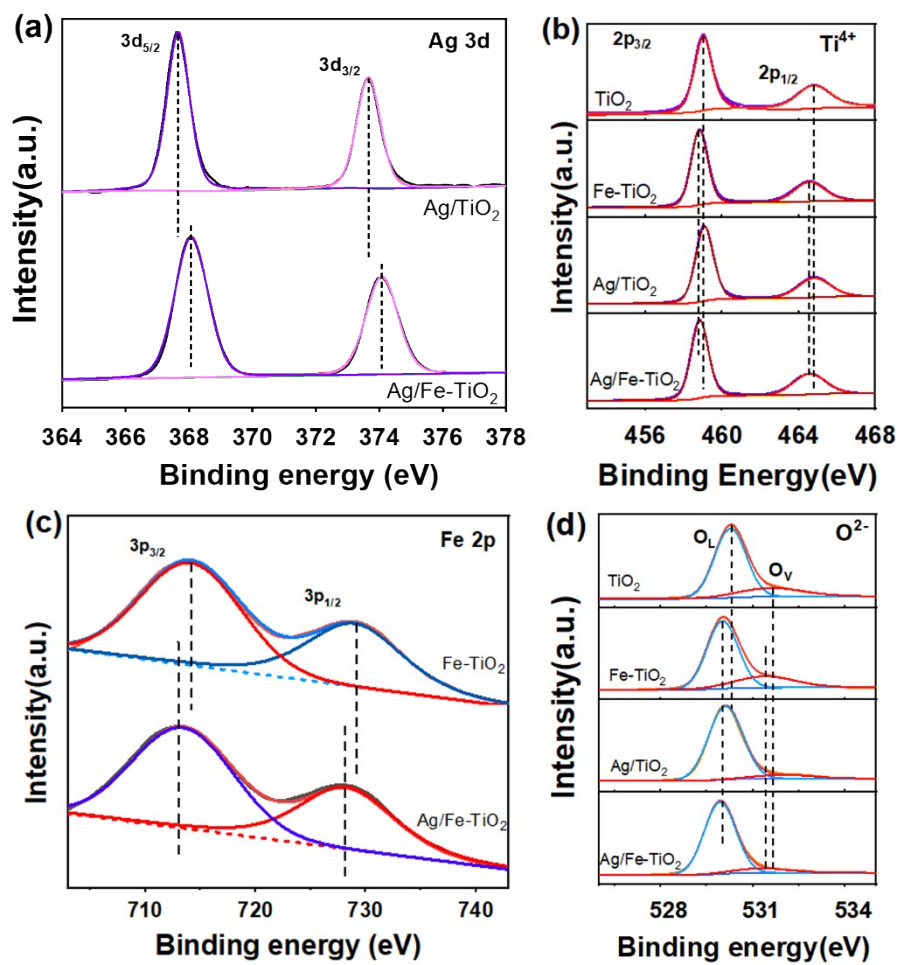 (a)
Ag 3d
3d5/2
3d3/2
Ag/TiO2
Ag/Fe-TiO2
Intensity(a.u.)
364 366 368 370 372 374 376 378
Binding energy (eV)
(b)
Ti4+
2p3/2
2p1/2
TiO2
Fe-TiO2
Ag/TiO2
Ag/Fe-TiO2
Intensity(a.u.)
456 460 464 468
Binding Energy(eV)
(c)
Fe 2p
3p3/2
3p1/2
Fe-TiO2
Ag/Fe-TiO2
Intensity(a.u.)
710 720 730 740
Binding energy (eV)
(d)
O2-
OL
OV
TiO2
Fe-TiO2
Ag/TiO2
Ag/Fe-TiO2
Intensity(a.u.)
528 531 534
Binding energy(eV)